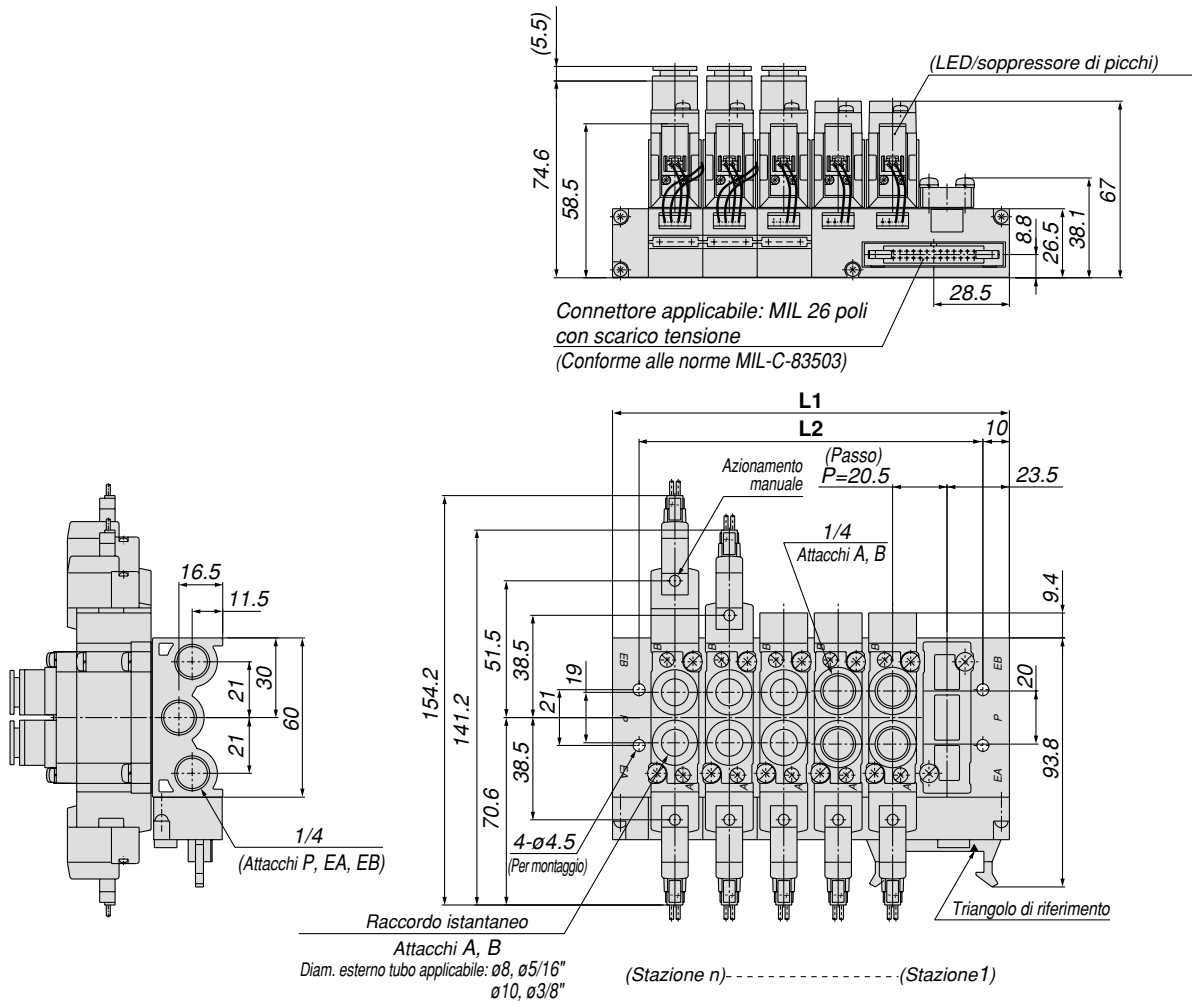 (5.5)
74.6
58.5
(LED/soppressore di picchi)
67
38.1
26.5
8.8
28.5
Connettore applicabile: MIL 26 poli
con scarico tensione
(Conforme alle norme MIL-C-83503)
L1
L2
10
(Passo)
P=20.5
23.5
Azionamento
manuale
1/4
Attacchi A, B
9.4
16.5
11.5
30
21
60
21
1/4
(Attacchi P, EA, EB)
154.2
141.2
51.5
38.5
19
21
38.5
70.6
EB
P
EA
B
B
B
B
B
A
A
A
A
A
EB
P
EA
20
93.8
4-ø4.5
(Per montaggio)
Raccordo istantaneo
Attacchi A, B
Diam. esterno tubo applicabile: ø8, ø5/16"
ø10, ø3/8"
Triangolo di riferimento
(Stazione n)------------------------(Stazione1)